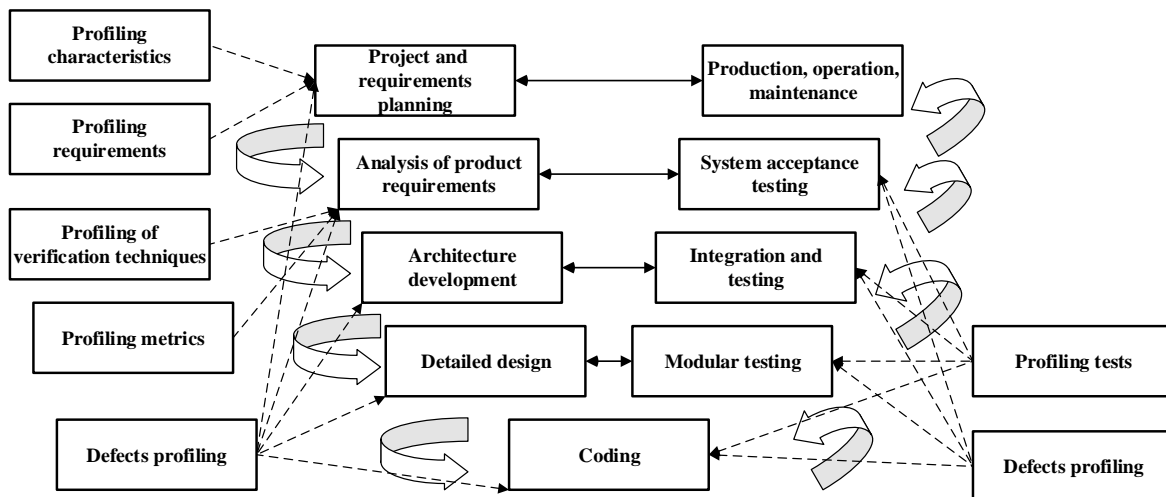 Profiling
characteristics
Project and
requirements
planning
Production, operation,
maintenance
Profiling
requirements
Analysis of product
requirements
System acceptance
testing
Profiling of
verification techniques
Architecture
development
Integration and
testing
Profiling metrics
Detailed design
Modular testing
Profiling tests
Defects profiling
Coding
Defects profiling